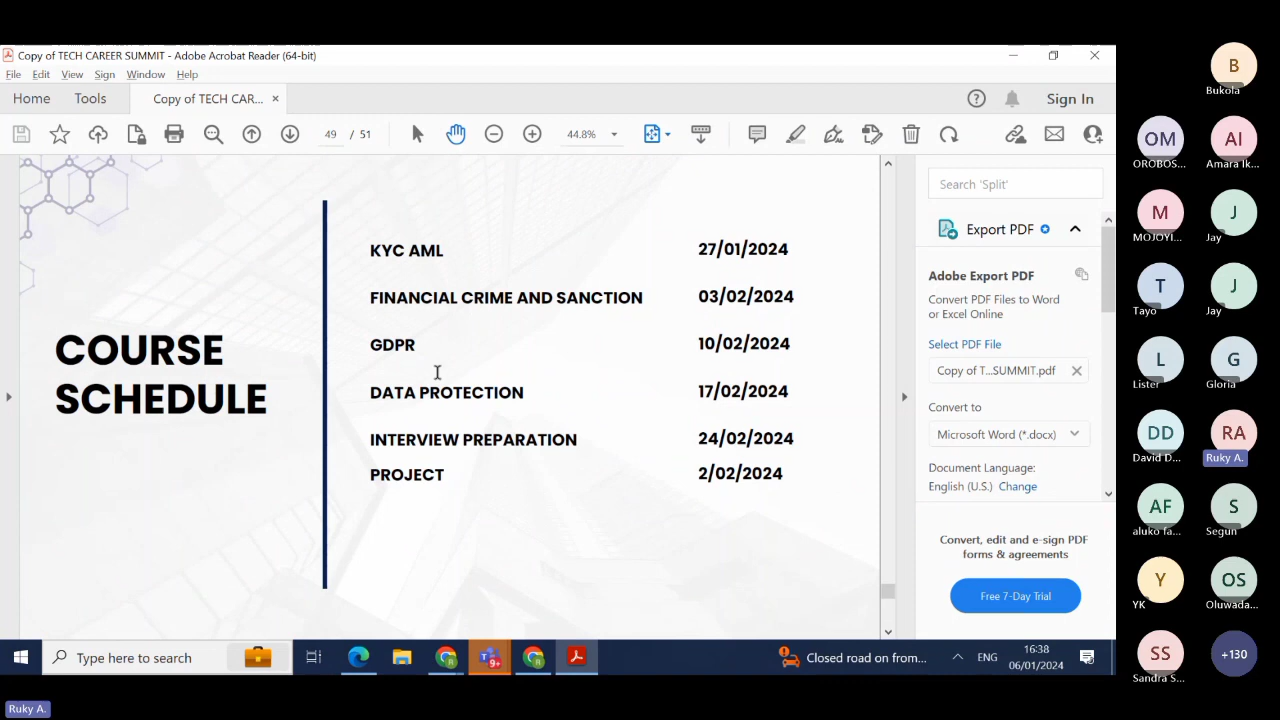 Copy of TECH CAREER SUMMIT - Adobe Acrobat Reader (64-bit)
File Edit View Sign Window Help
Home Tools Copy of TECH CAR... × Sign In
49 / 51 44.8%
COURSE
SCHEDULE
KYC AML 27/01/2024
FINANCIAL CRIME AND SANCTION 03/02/2024
GDPR 10/02/2024
DATA PROTECTION 17/02/2024
INTERVIEW PREPARATION 24/02/2024
PROJECT 2/02/2024
Search 'Split'
Export PDF
Adobe Export PDF
Convert PDF Files to Word
or Excel Online
Select PDF File
Copy of T...SUMMIT.pdf
Convert to
Microsoft Word (*.docx)
Document Language:
English (U.S.) Change
Convert, edit and e-sign PDF
forms & agreements
Free 7-Day Trial
Type here to search
9+
Closed road on from...
ENG
16:38
06/01/2024
B
Bukola
OM AI
OROBOS... Amara Ik...
M J
MOJOYI... Jay
T J
Tayo Jay
L G
Lister Gloria
DD RA
David D... Ruky A.
AF S
aluko fa... Segun
Y OS
YK Oluwada...
SS +130
Sandra S...
Ruky A.